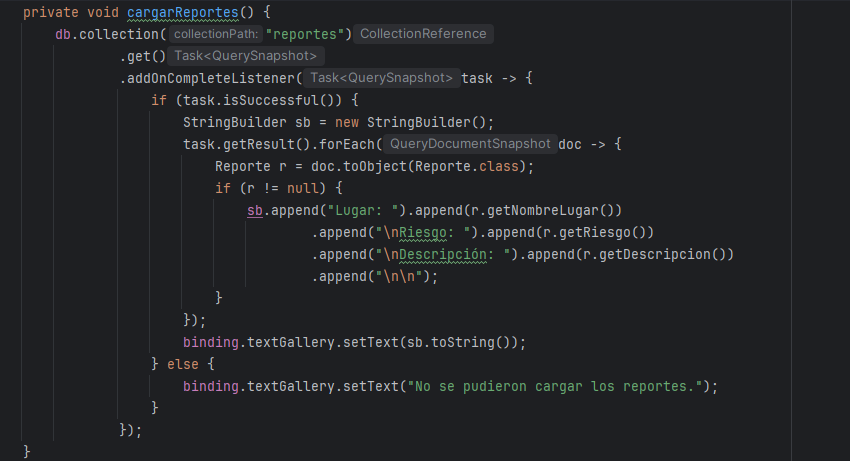 private void cargarReportes() {
    db.collection( collectionPath: "reportes") CollectionReference
            .get() Task<QuerySnapshot>
            .addOnCompleteListener( Task<QuerySnapshot> task -> {
                if (task.isSuccessful()) {
                    StringBuilder sb = new StringBuilder();
                    task.getResult().forEach( QueryDocumentSnapshot doc -> {
                        Reporte r = doc.toObject(Reporte.class);
                        if (r != null) {
                            sb.append("Lugar: ").append(r.getNombreLugar())
                                    .append("\nRiesgo: ").append(r.getRiesgo())
                                    .append("\nDescripción: ").append(r.getDescripcion())
                                    .append("\n\n");
                        }
                    });
                    binding.textGallery.setText(sb.toString());
                } else {
                    binding.textGallery.setText("No se pudieron cargar los reportes.");
                }
            });
}